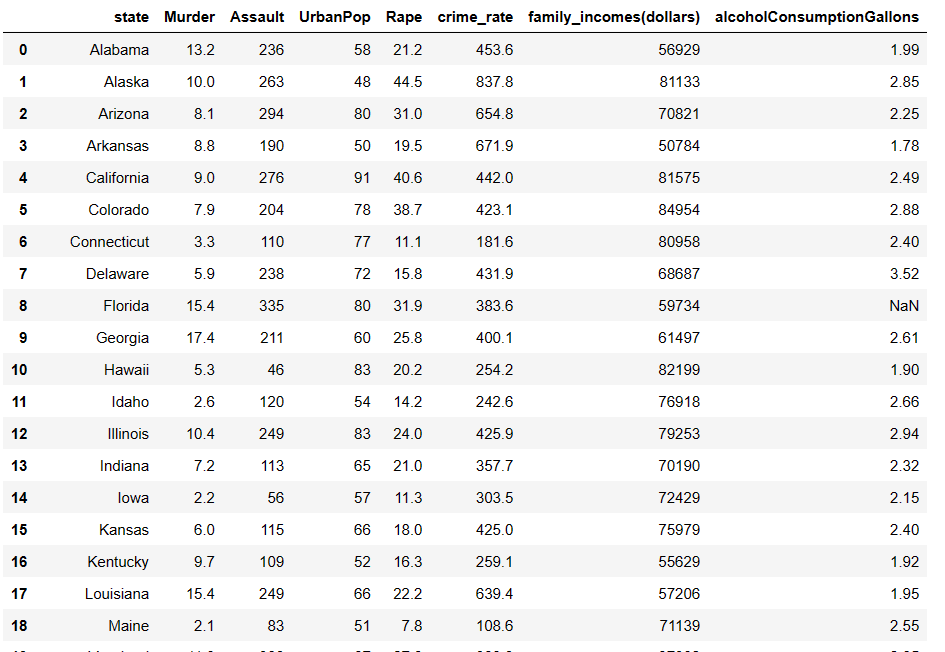 state Murder Assault UrbanPop Rape crime_rate family_incomes(dollars) alcoholConsumptionGallons
0 Alabama 13.2 236 58 21.2 453.6 56929 1.99
1 Alaska 10.0 263 48 44.5 837.8 81133 2.85
2 Arizona 8.1 294 80 31.0 654.8 70821 2.25
3 Arkansas 8.8 190 50 19.5 671.9 50784 1.78
4 California 9.0 276 91 40.6 442.0 81575 2.49
5 Colorado 7.9 204 78 38.7 423.1 84954 2.88
6 Connecticut 3.3 110 77 11.1 181.6 80958 2.40
7 Delaware 5.9 238 72 15.8 431.9 68687 3.52
8 Florida 15.4 335 80 31.9 383.6 59734 NaN
9 Georgia 17.4 211 60 25.8 400.1 61497 2.61
10 Hawaii 5.3 46 83 20.2 254.2 82199 1.90
11 Idaho 2.6 120 54 14.2 242.6 76918 2.66
12 Illinois 10.4 249 83 24.0 425.9 79253 2.94
13 Indiana 7.2 113 65 21.0 357.7 70190 2.32
14 Iowa 2.2 56 57 11.3 303.5 72429 2.15
15 Kansas 6.0 115 66 18.0 425.0 75979 2.40
16 Kentucky 9.7 109 52 16.3 259.1 55629 1.92
17 Louisiana 15.4 249 66 22.2 639.4 57206 1.95
18 Maine 2.1 83 51 7.8 108.6 71139 2.55